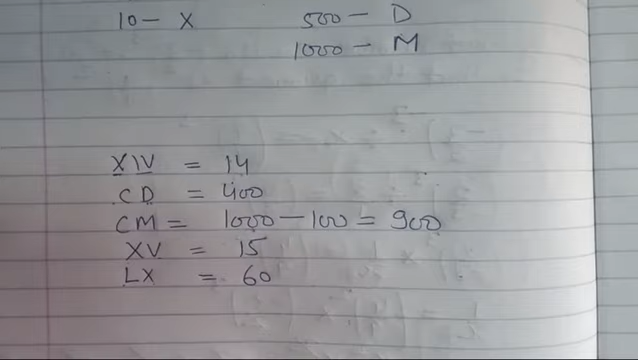 10 - X 500 - D
1000 - M
XIV = 14
CD = 400
CM = 1000 - 100 = 900
XV = 15
LX = 60